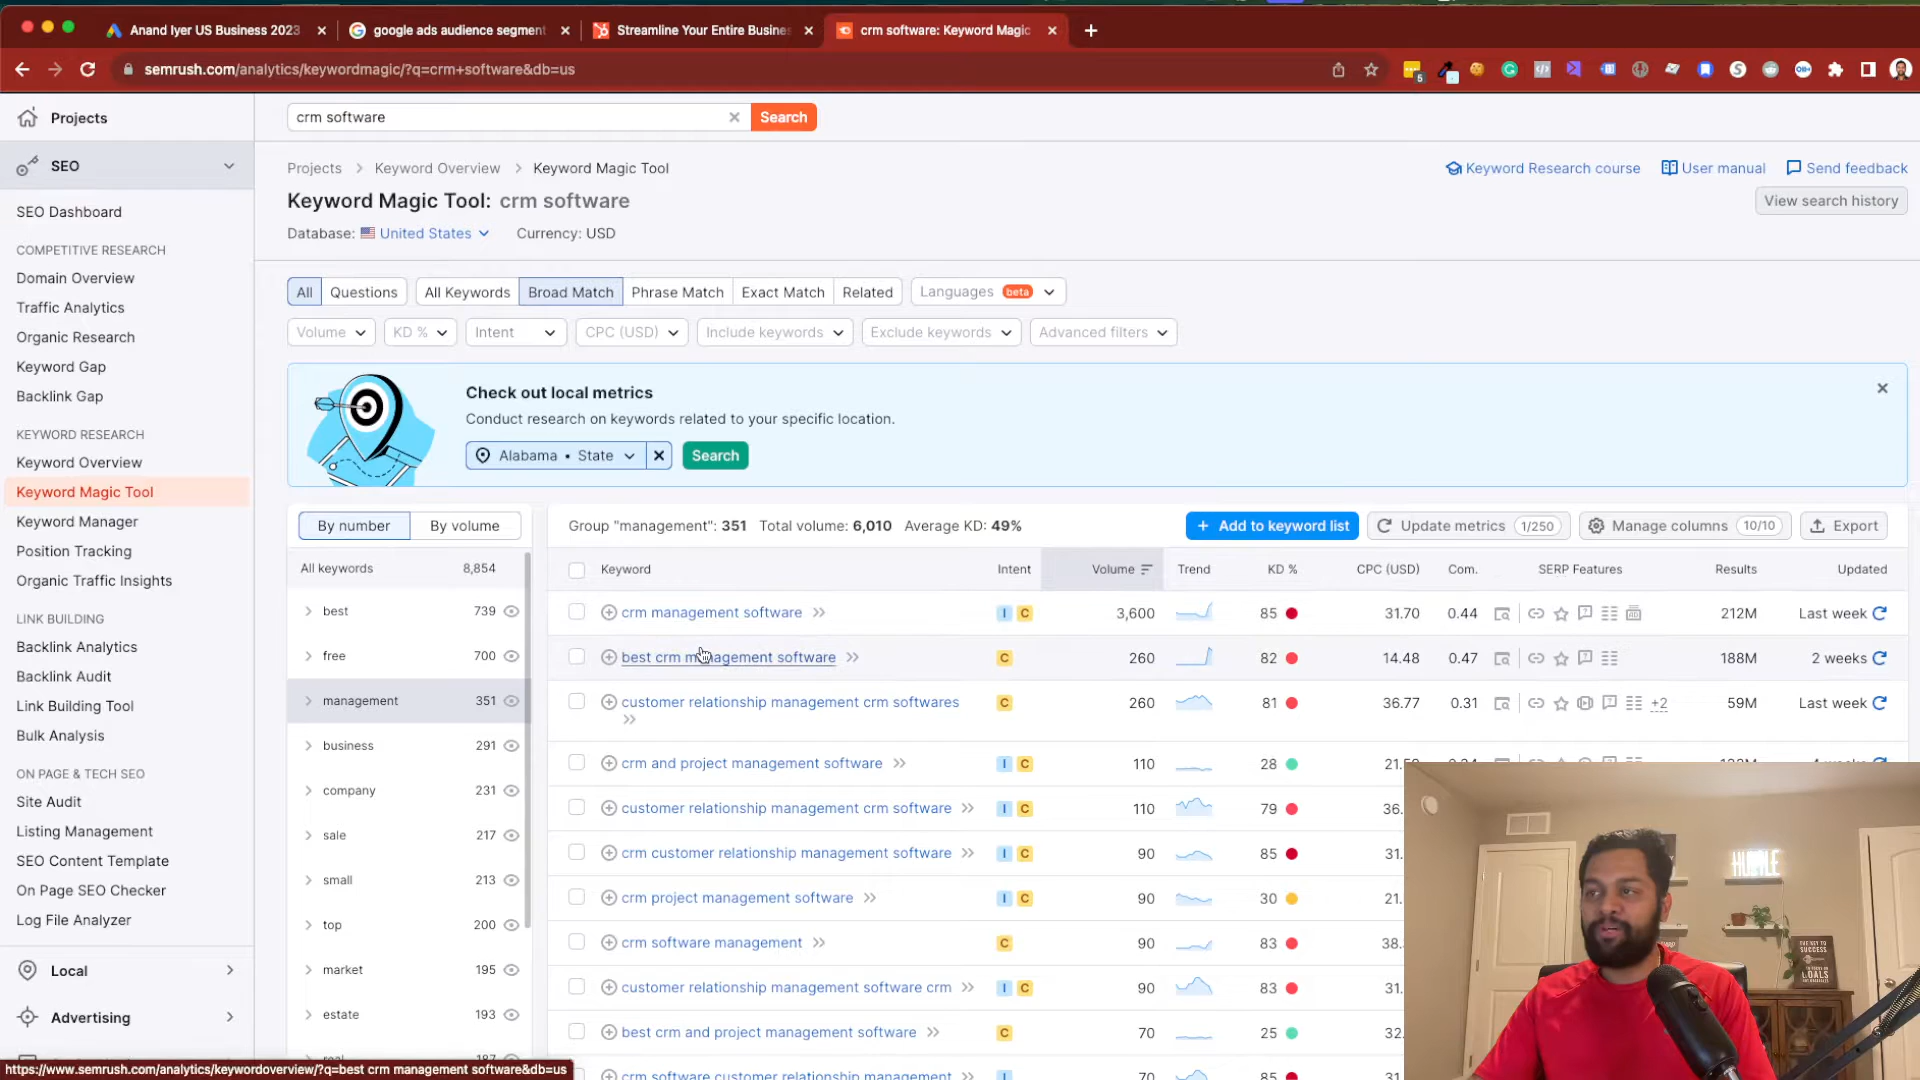 Anand Iyer US Business 2023
google ads audience segment
Streamline Your Entire Busine
crm software: Keyword Magic
semrush.com/analytics/keywordmagic/?q=crm+software&db=us
5
Projects
SEO
SEO Dashboard
COMPETITIVE RESEARCH
Domain Overview
Traffic Analytics
Organic Research
Keyword Gap
Backlink Gap
KEYWORD RESEARCH
Keyword Overview
Keyword Magic Tool
Keyword Manager
Position Tracking
Organic Traffic Insights
LINK BUILDING
Backlink Analytics
Backlink Audit
Link Building Tool
Bulk Analysis
ON PAGE & TECH SEO
Site Audit
Listing Management
SEO Content Template
On Page SEO Checker
Log File Analyzer
Local
Advertising
crm software
Search
Projects > Keyword Overview > Keyword Magic Tool
Keyword Research course
User manual
Send feedback
Keyword Magic Tool: crm software
View search history
Database: United States
Currency: USD
All Questions
All Keywords Broad Match Phrase Match Exact Match Related
Languages beta
Volume
KD %
Intent
CPC (USD)
Include keywords
Exclude keywords
Advanced filters
Check out local metrics
Conduct research on keywords related to your specific location.
Alabama • State
Search
By number By volume
All keywords 8,854
best 739
free 700
management 351
business 291
company 231
sale 217
small 213
top 200
market 195
estate 193
real 187
Group "management": 351 Total volume: 6,010 Average KD: 49%
+ Add to keyword list
Update metrics 1/250
Manage columns 10/10
Export
Keyword Intent Volume Trend KD % CPC (USD) Com. SERP Features Results Updated
crm management software I C 3,600 85 31.70 0.44 212M Last week
best crm management software C 260 82 14.48 0.47 188M 2 weeks
customer relationship management crm softwares C 260 81 36.77 0.31 +2 59M Last week
crm and project management software I C 110 28
customer relationship management crm software I C 110 79 36.
crm customer relationship management software I C 90 85 31.
crm project management software I C 90 30 21.
crm software management C 90 83 38.
customer relationship management software crm I C 90 83 31.
best crm and project management software C 70 25 32.
crm software customer relationship management I 70 85 31.
HUMBLE
THE KEY TO
SUCCESS
GOALS
https://www.semrush.com/analytics/keywordoverview/?q=best crm management software&db=us